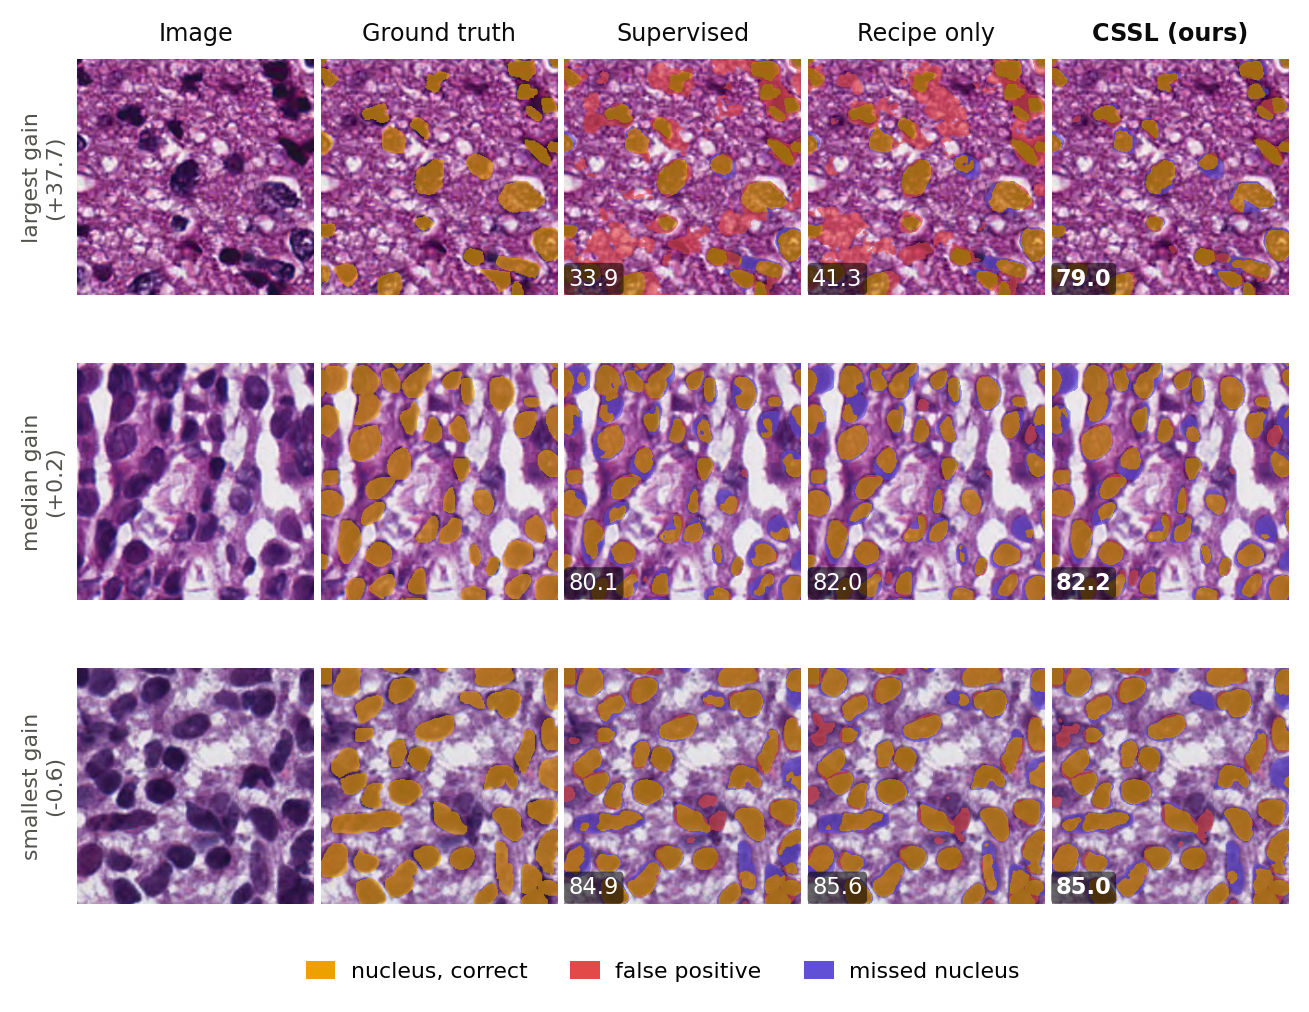 Image Ground truth Supervised Recipe only CSSL (ours)
largest gain
(+37.7)
33.9 41.3 79.0
median gain
(+0.2)
80.1 82.0 82.2
smallest gain
(-0.6)
84.9 85.6 85.0
nucleus, correct false positive missed nucleus